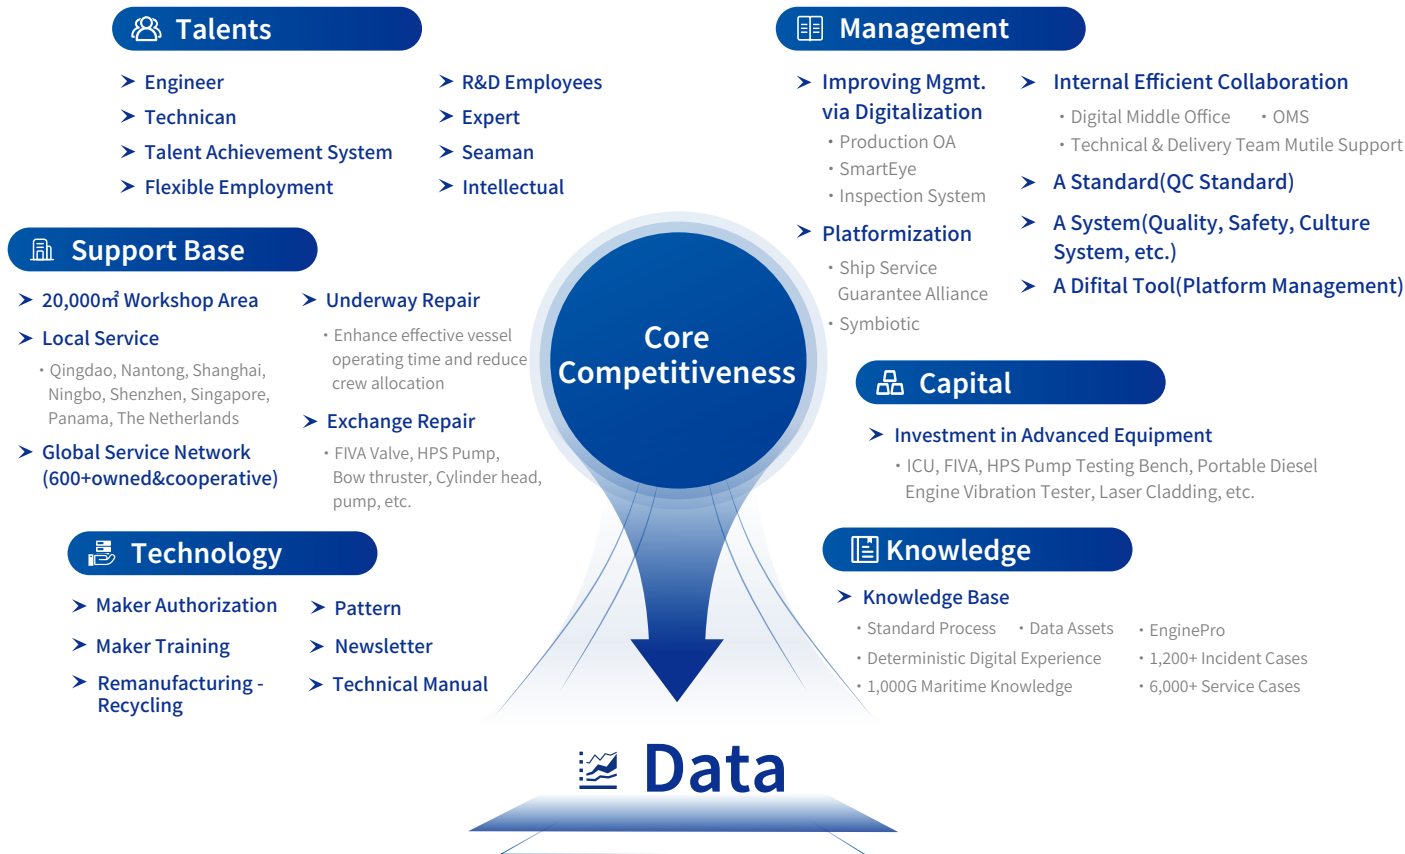 Talents
Engineer
Technican
Talent Achievement System
Flexible Employment
R&D Employees
Expert
Seaman
Intellectual
Support Base
20,000㎡ Workshop Area
Local Service
· Qingdao, Nantong, Shanghai,
Ningbo, Shenzhen, Singapore,
Panama, The Netherlands
Global Service Network
(600+owned&cooperative)
Underway Repair
· Enhance effective vessel
operating time and reduce
crew allocation
Exchange Repair
· FIVA Valve, HPS Pump,
Bow thruster, Cylinder head,
pump, etc.
Technology
Maker Authorization
Maker Training
Remanufacturing -
Recycling
Pattern
Newsletter
Technical Manual
Core
Competitiveness
Management
Improving Mgmt.
via Digitalization
· Production OA
· SmartEye
· Inspection System
Platformization
· Ship Service
Guarantee Alliance
· Symbiotic
Internal Efficient Collaboration
· Digital Middle Office · OMS
· Technical & Delivery Team Mutile Support
A Standard(QC Standard)
A System(Quality, Safety, Culture
System, etc.)
A Difital Tool(Platform Management)
Capital
Investment in Advanced Equipment
· ICU, FIVA, HPS Pump Testing Bench, Portable Diesel
Engine Vibration Tester, Laser Cladding, etc.
Knowledge
Knowledge Base
· Standard Process · Data Assets · EnginePro
· Deterministic Digital Experience · 1,200+ Incident Cases
· 1,000G Maritime Knowledge · 6,000+ Service Cases
Data